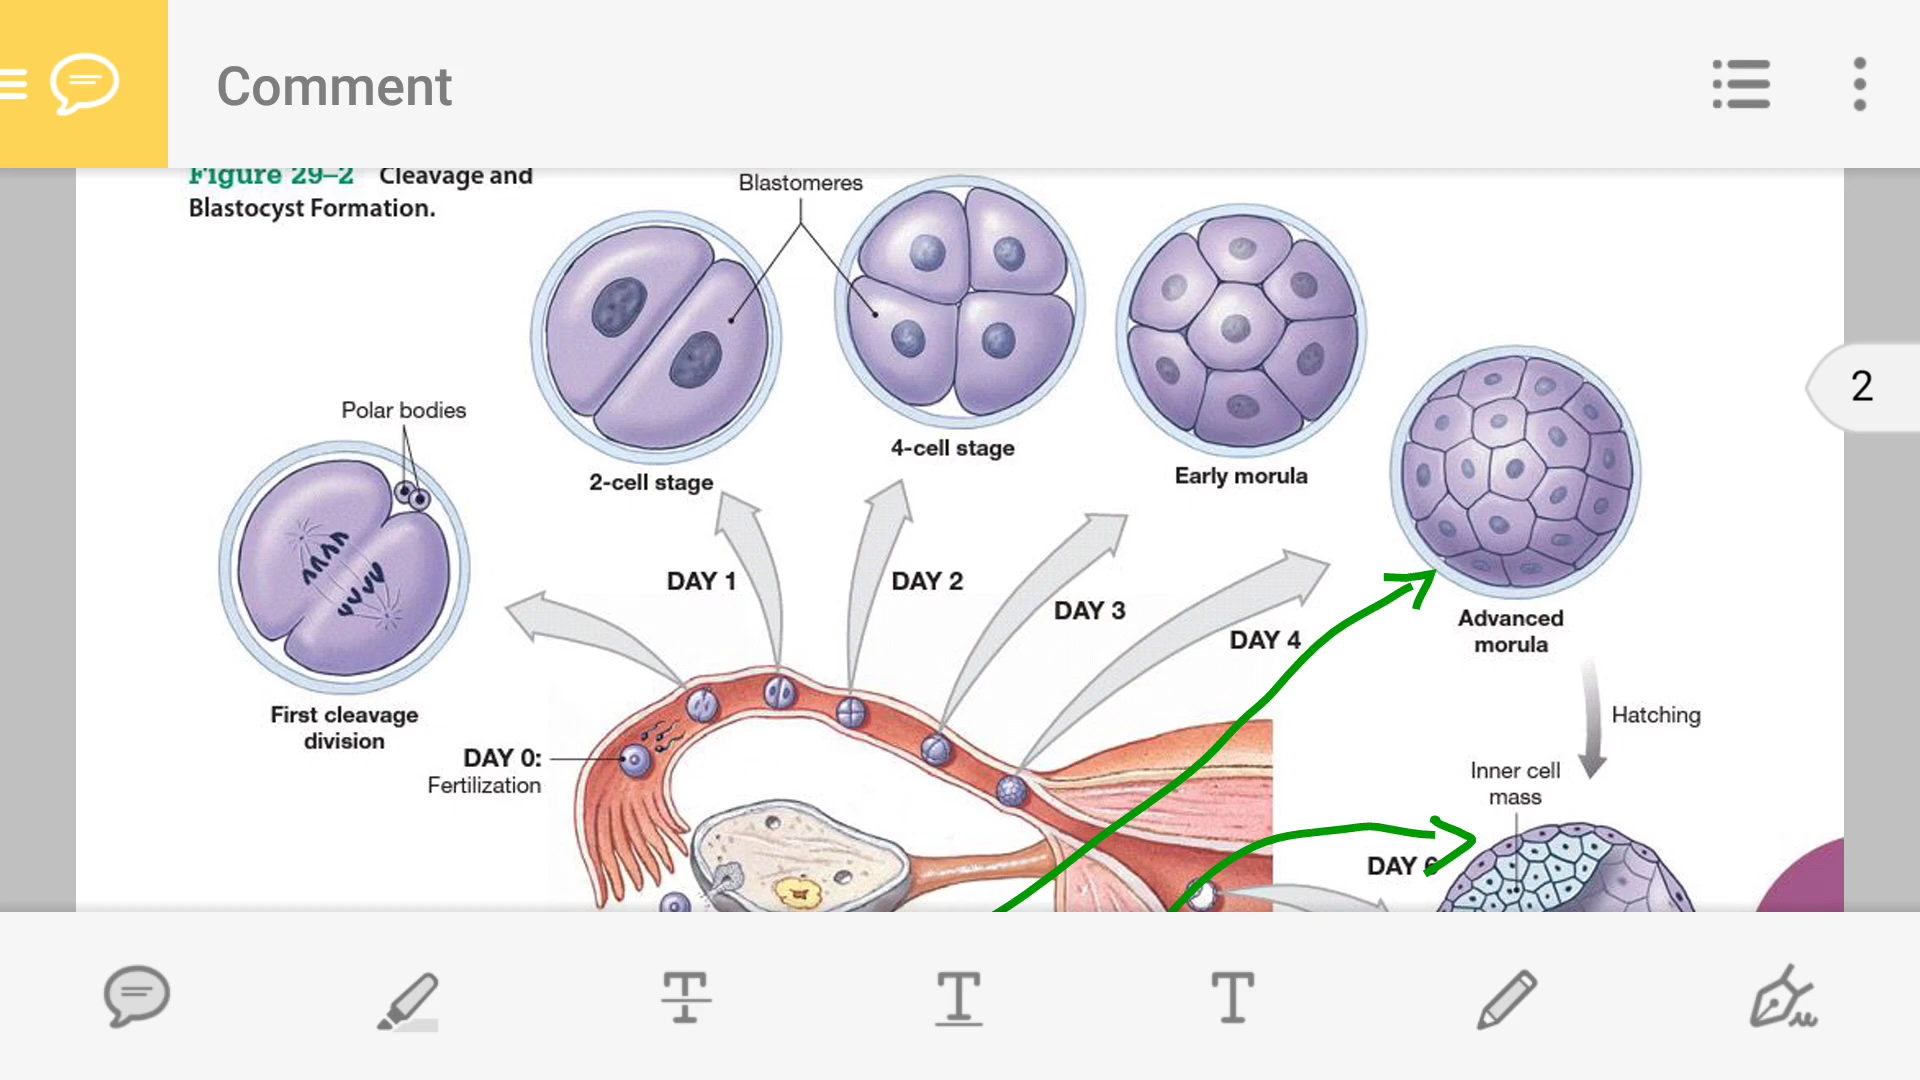 Comment
Figure 29–2 Cleavage and
Blastocyst Formation.
Blastomeres
2
Polar bodies
4-cell stage
2-cell stage
Early morula
DAY 1
DAY 2
DAY 3
DAY 4
Advanced
morula
First cleavage
division
Hatching
DAY 0:
Fertilization
Inner cell
mass
DAY 6
T
T
T